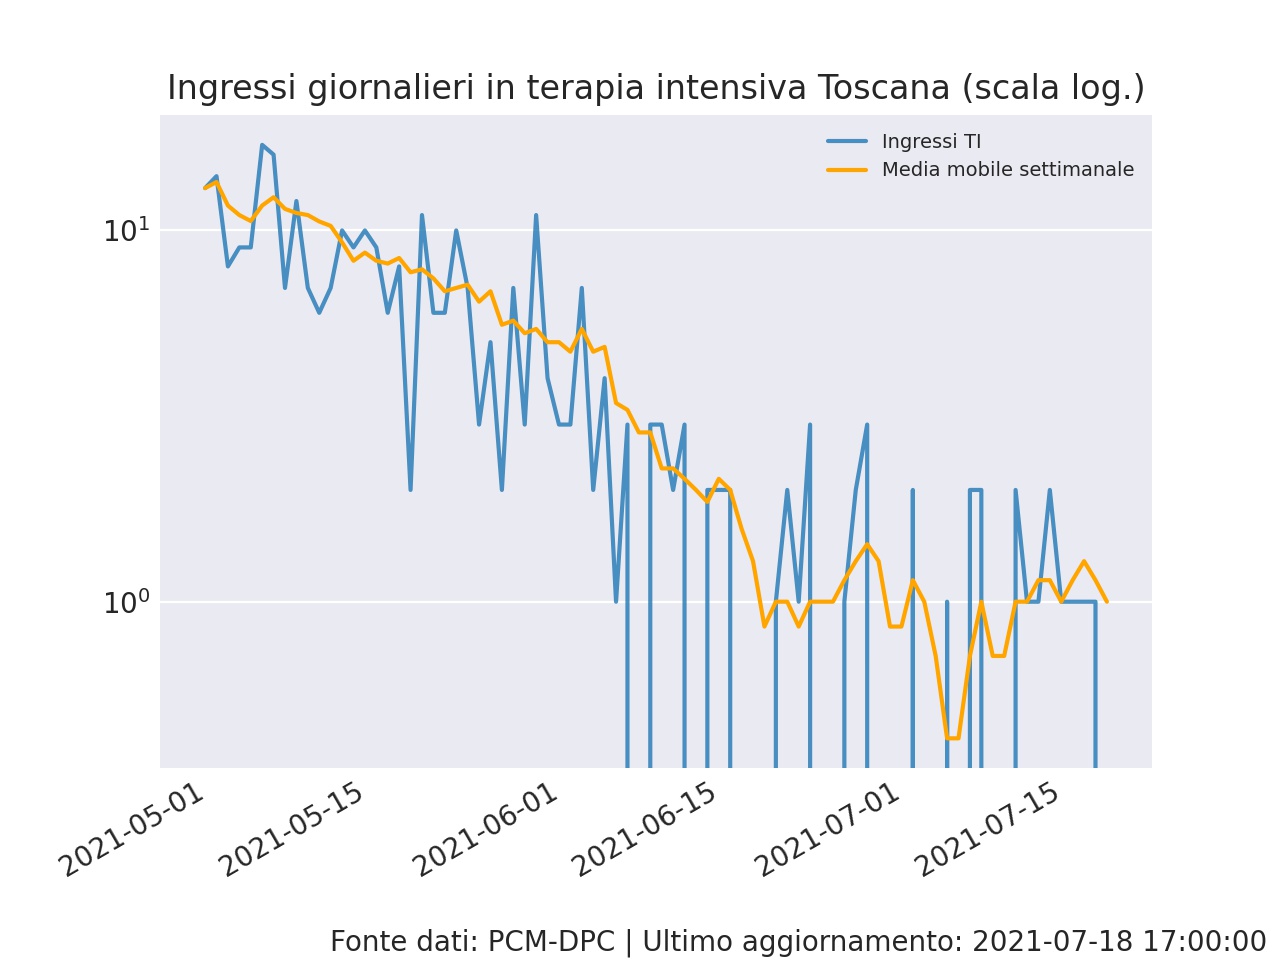 Ingressi giornalieri in terapia intensiva Toscana (scala log.)
Ingressi TI
Media mobile settimanale
10¹
10⁰
2021-05-01
2021-05-15
2021-06-01
2021-06-15
2021-07-01
2021-07-15
Fonte dati: PCM-DPC | Ultimo aggiornamento: 2021-07-18 17:00:00